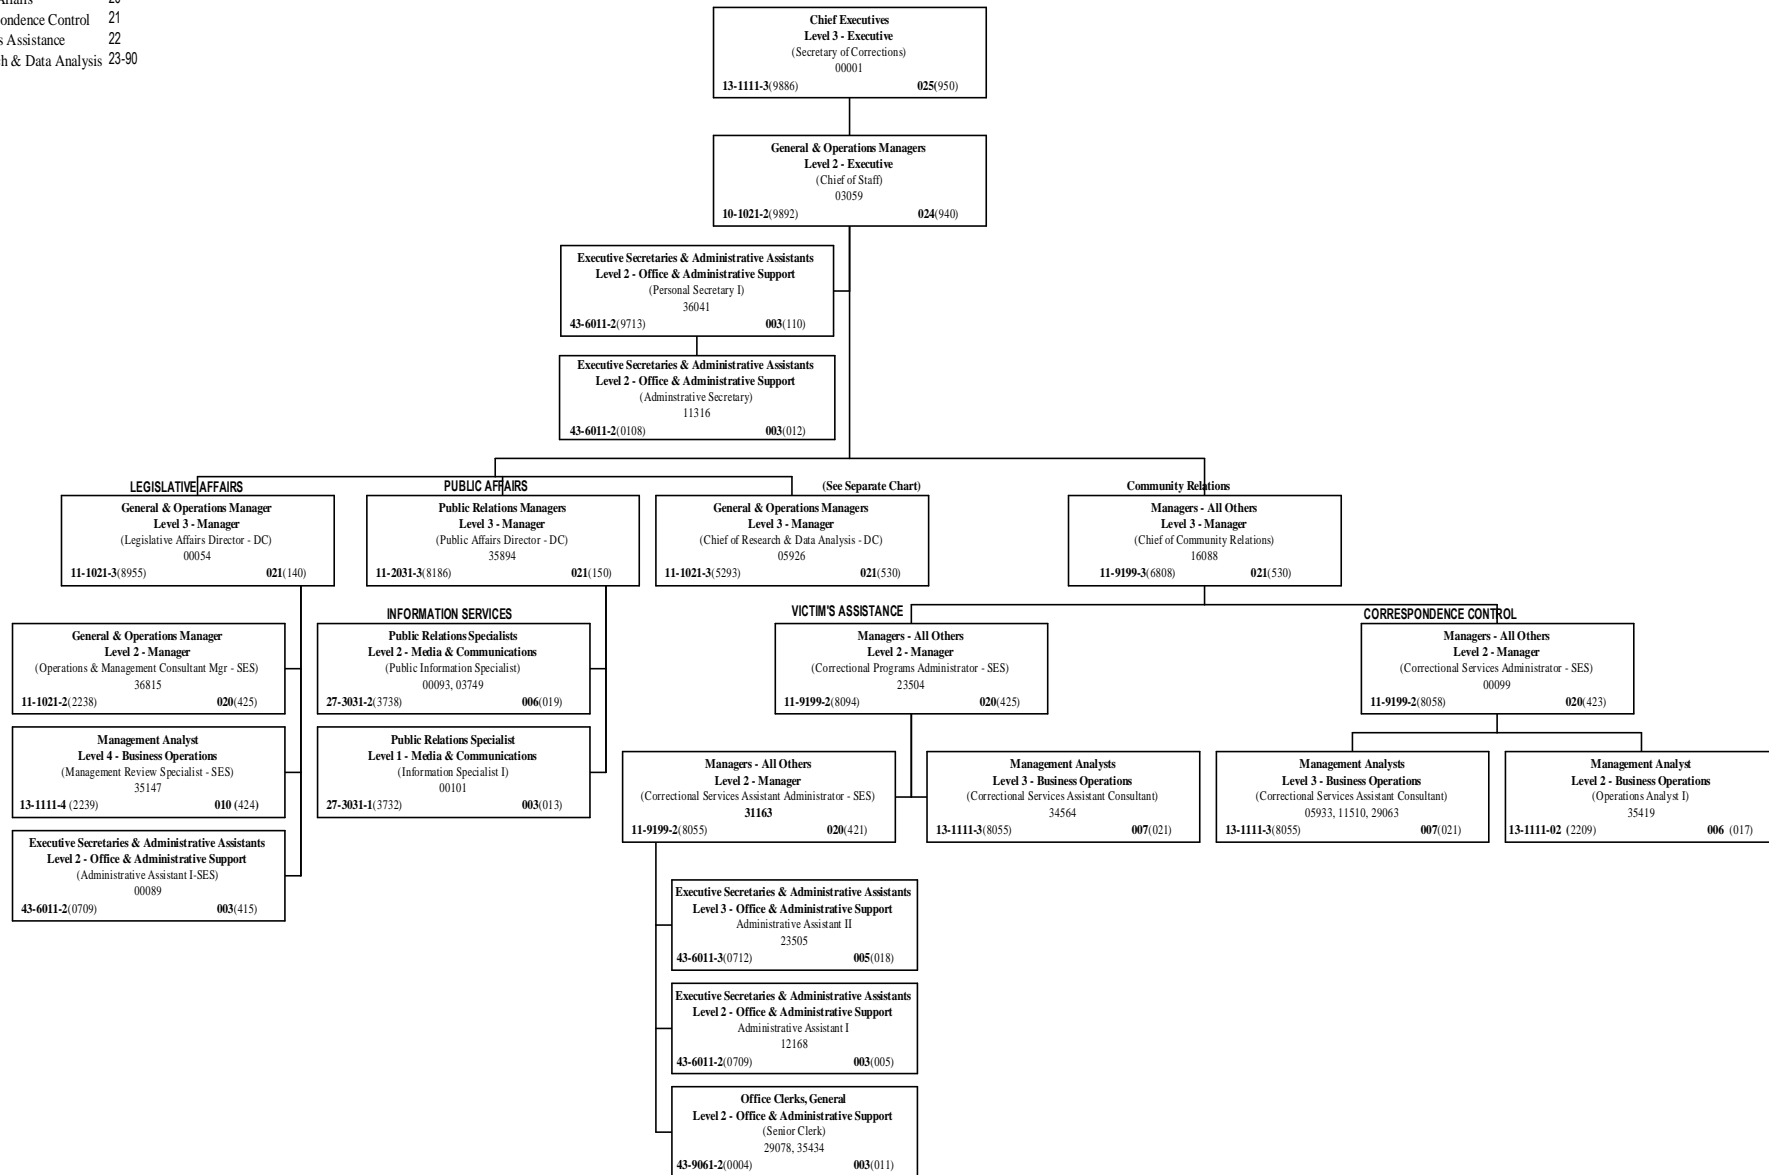 21
ondence Control
s Assistance 22
& Data Analysis 23-90
Chief Executives
Level 3 - Executive
(Secretary of Corrections)
00001
13-1111-3(9886) 025(950)
General & Operations Managers
Level 2 - Executive
(Chief of Staff)
03059
10-1021-2(9892) 024(940)
Executive Secretaries & Administrative Assistants
Level 2 - Office & Administrative Support
(Personal Secretary I)
36041
43-6011-2(9713) 003(110)
Executive Secretaries & Administrative Assistants
Level 2 - Office & Administrative Support
(Adminstrative Secretary)
11316
43-6011-2(0108) 003(012)
LEGISLATIVE AFFAIRS
General & Operations Manager
Level 3 - Manager
(Legislative Affairs Director - DC)
00054
11-1021-3(8955) 021(140)
PUBLIC AFFAIRS
Public Relations Managers
Level 3 - Manager
(Public Affairs Director - DC)
35894
11-2031-3(8186) 021(150)
(See Separate Chart)
General & Operations Managers
Level 3 - Manager
(Chief of Research & Data Analysis - DC)
05926
11-1021-3(5293) 021(530)
Community Relations
Managers - All Others
Level 3 - Manager
(Chief of Community Relations)
16088
11-9199-3(6808) 021(530)
General & Operations Manager
Level 2 - Manager
(Operations & Management Consultant Mgr - SES)
36815
11-1021-2(2238) 020(425)
Management Analyst
Level 4 - Business Operations
(Management Review Specialist - SES)
35147
13-1111-4 (2239) 010 (424)
Executive Secretaries & Administrative Assistants
Level 2 - Office & Administrative Support
(Administrative Assistant I-SES)
00089
43-6011-2(0709) 003(415)
INFORMATION SERVICES
Public Relations Specialists
Level 2 - Media & Communications
(Public Information Specialist)
00093, 03749
27-3031-2(3738) 006(019)
Public Relations Specialist
Level 1 - Media & Communications
(Information Specialist I)
00101
27-3031-1(3732) 003(013)
VICTIM'S ASSISTANCE
Managers - All Others
Level 2 - Manager
(Correctional Programs Administrator - SES)
23504
11-9199-2(8094) 020(425)
CORRESPONDENCE CONTROL
Managers - All Others
Level 2 - Manager
(Correctional Services Administrator - SES)
00099
11-9199-2(8058) 020(423)
Managers - All Others
Level 2 - Manager
(Correctional Services Assistant Administrator - SES)
31163
11-9199-2(8055) 020(421)
Management Analysts
Level 3 - Business Operations
(Correctional Services Assistant Consultant)
34564
13-1111-3(8055) 007(021)
Management Analysts
Level 3 - Business Operations
(Correctional Services Assistant Consultant)
05933, 11510, 29063
13-1111-3(8055) 007(021)
Management Analyst
Level 2 - Business Operations
(Operations Analyst I)
35419
13-1111-02 (2209) 006 (017)
Executive Secretaries & Administrative Assistants
Level 3 - Office & Administrative Support
Administrative Assistant II
23505
43-6011-3(0712) 005(018)
Executive Secretaries & Administrative Assistants
Level 2 - Office & Administrative Support
Administrative Assistant I
12168
43-6011-2(0709) 003(005)
Office Clerks, General
Level 2 - Office & Administrative Support
(Senior Clerk)
29078, 35434
43-9061-2(0004) 003(011)